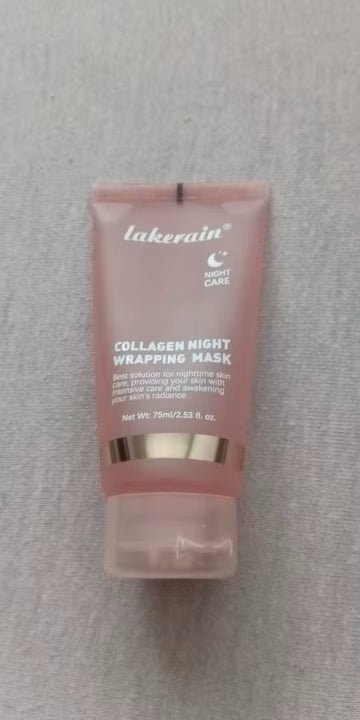 lakerain®
NIGHT
CARE
COLLAGEN NIGHT
WRAPPING MASK
Best solution for nighttime skin
care, providing your skin with
intensive care and awakening
your skin's radiance
Net Wt: 75ml/2.53 fl. oz.